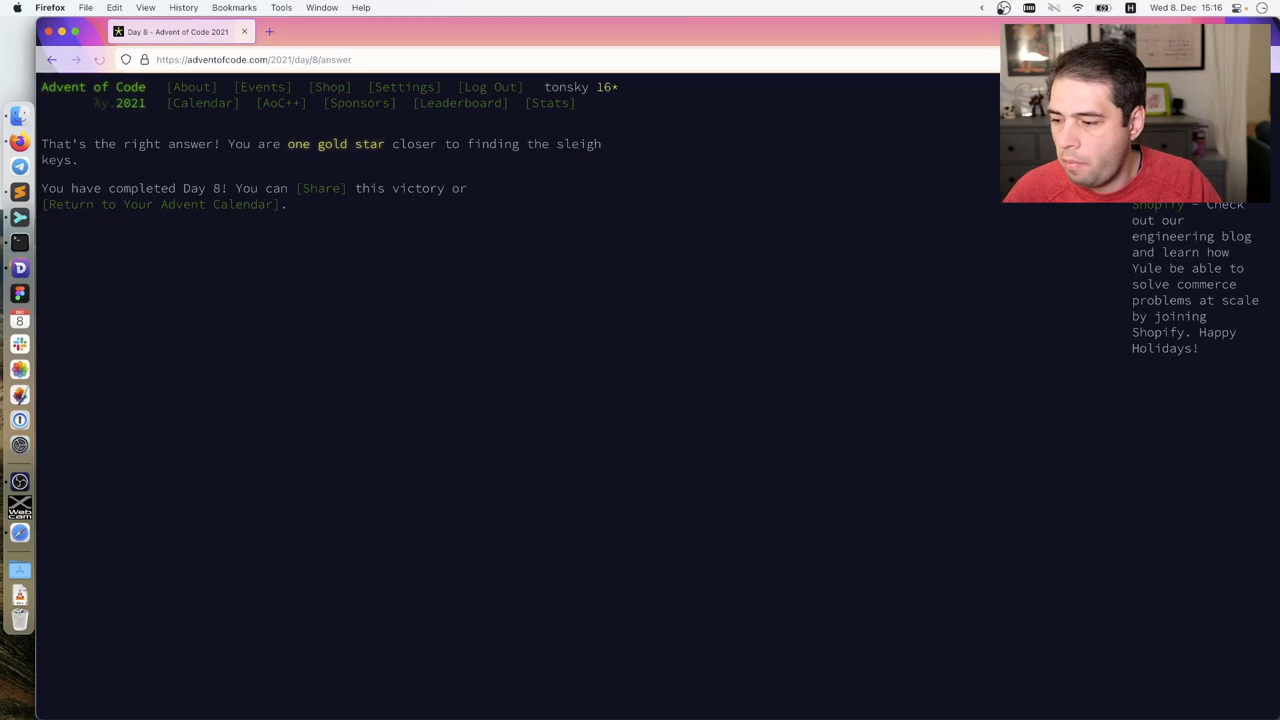 Firefox File Edit View History Bookmarks Tools Window Help
Wed 8. Dec 15:16
Day 8 - Advent of Code 2021
https://adventofcode.com/2021/day/8/answer
Advent of Code [About] [Events] [Shop] [Settings] [Log Out] tonsky 16*
y.2021 [Calendar] [AoC++] [Sponsors] [Leaderboard] [Stats]
That's the right answer! You are one gold star closer to finding the sleigh
keys.
You have completed Day 8! You can [Share] this victory or
[Return to Your Advent Calendar].
Shopify - Check
out our
engineering blog
and learn how
Yule be able to
solve commerce
problems at scale
by joining
Shopify. Happy
Holidays!
DEC
8
Web
cam